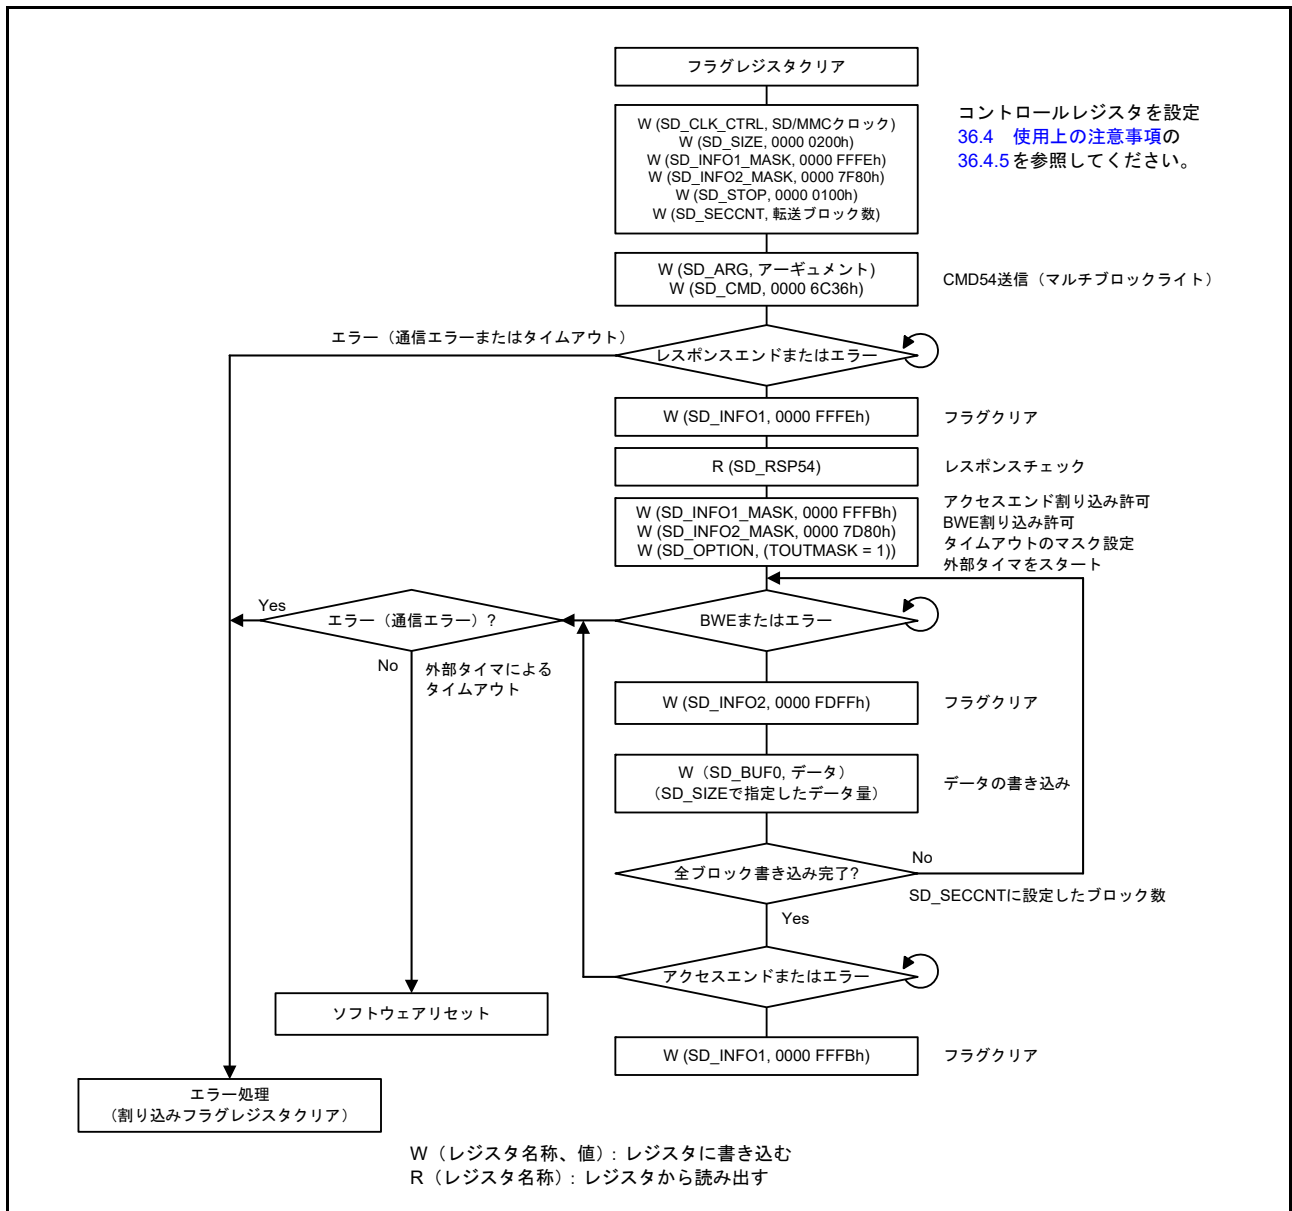 フラグレジスタクリア
W (SD_CLK_CTRL, SD/MMCクロック)
W (SD_SIZE, 0000 0200h)
W (SD_INFO1_MASK, 0000 FFFEh)
W (SD_INFO2_MASK, 0000 7F80h)
W (SD_STOP, 0000 0100h)
W (SD_SECCNT, 転送ブロック数)
コントロールレジスタを設定
36.4 使用上の注意事項の
36.4.5を参照してください。
W (SD_ARG, アーギュメント)
W (SD_CMD, 0000 6C36h)
CMD54送信（マルチブロックライト）
エラー（通信エラーまたはタイムアウト）
レスポンスエンドまたはエラー
W (SD_INFO1, 0000 FFFEh)
フラグクリア
R (SD_RSP54)
レスポンスチェック
W (SD_INFO1_MASK, 0000 FFFBh)
W (SD_INFO2_MASK, 0000 7D80h)
W (SD_OPTION, (TOUTMASK = 1))
アクセスエンド割り込み許可
BWE割り込み許可
タイムアウトのマスク設定
外部タイマをスタート
Yes
エラー（通信エラー）?
BWEまたはエラー
No
外部タイマによる
タイムアウト
W (SD_INFO2, 0000 FDFFh)
フラグクリア
W（SD_BUF0, データ）
（SD_SIZEで指定したデータ量）
データの書き込み
全ブロック書き込み完了?
No
SD_SECCNTに設定したブロック数
Yes
アクセスエンドまたはエラー
ソフトウェアリセット
W (SD_INFO1, 0000 FFFBh)
フラグクリア
エラー処理
（割り込みフラグレジスタクリア）
W（レジスタ名称、値）: レジスタに書き込む
R（レジスタ名称）: レジスタから読み出す